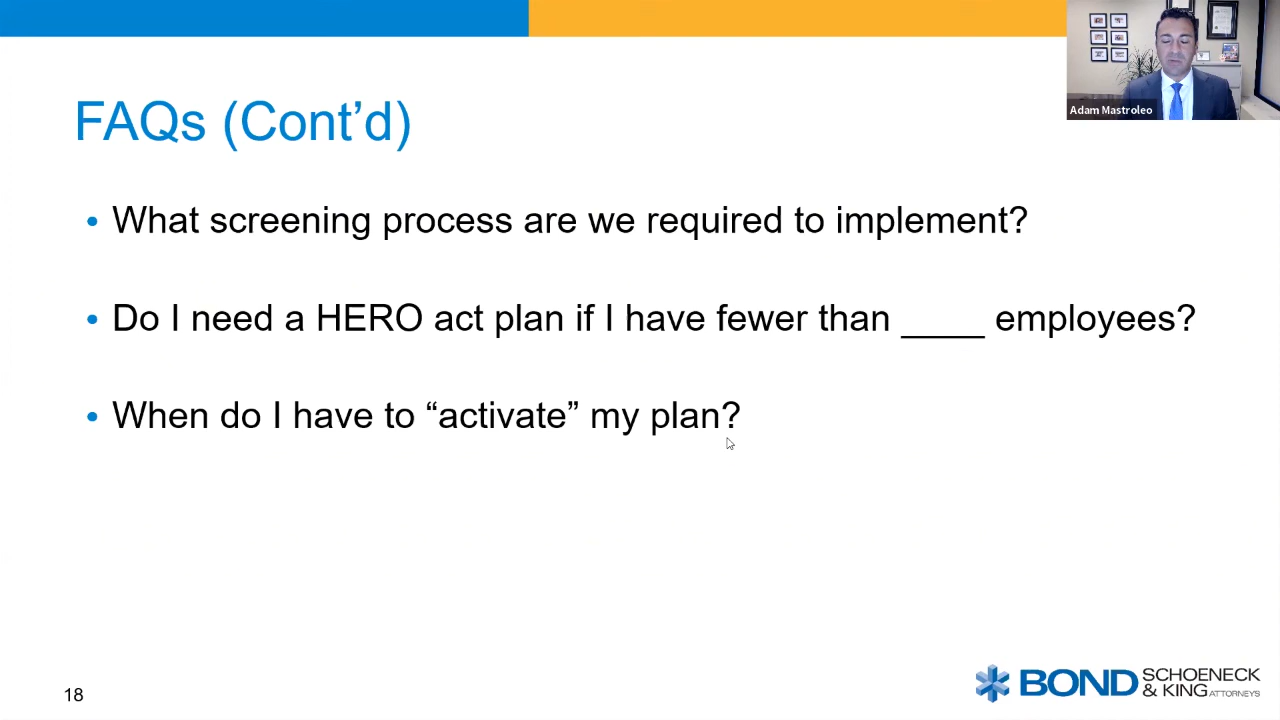 Adam Mastroleo
FAQs (Cont’d)
• What screening process are we required to implement?
• Do I need a HERO act plan if I have fewer than ____ employees?
• When do I have to “activate” my plan?
18
BOND SCHOENECK
& KING ATTORNEYS